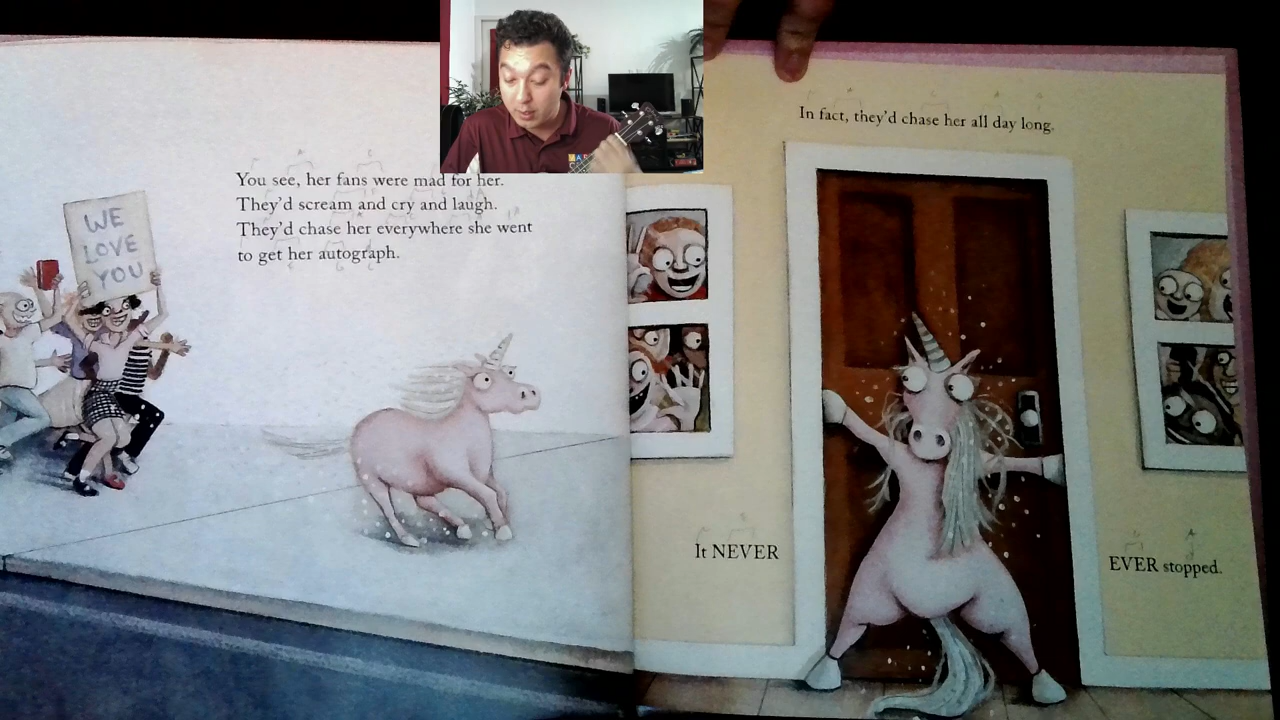 WE
LOVE
YOU
You see, her fans were mad for her.
They'd scream and cry and laugh.
They'd chase her everywhere she went
to get her autograph.
In fact, they'd chase her all day long.
It NEVER
EVER stopped.